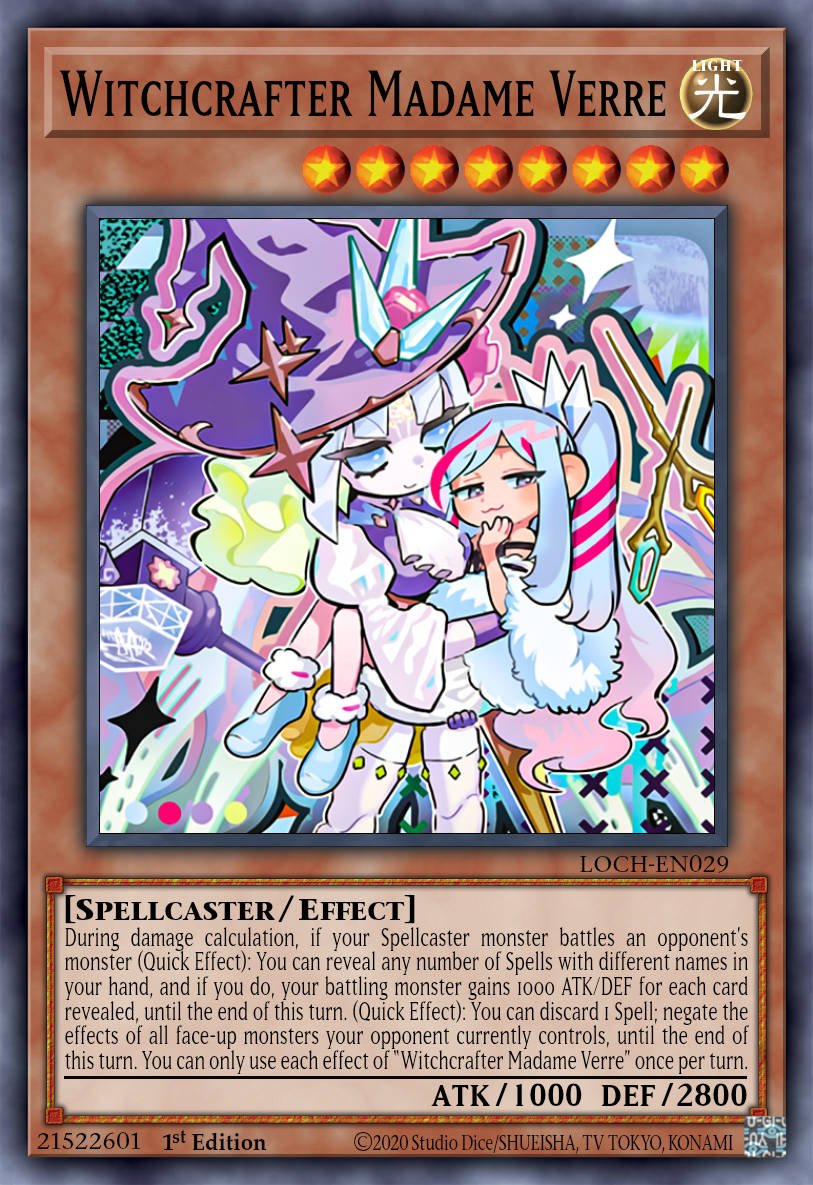 Witchcrafter Madame Verre
LIGHT
光
LOCH-EN029
[Spellcaster/Effect]
During damage calculation, if your Spellcaster monster battles an opponent's
monster (Quick Effect): You can reveal any number of Spells with different names in
your hand, and if you do, your battling monster gains 1000 ATK/DEF for each card
revealed, until the end of this turn. (Quick Effect): You can discard 1 Spell; negate the
effects of all face-up monsters your opponent currently controls, until the end of
this turn. You can only use each effect of "Witchcrafter Madame Verre" once per turn.
ATK/1000 DEF/2800
21522601 1st Edition ©2020 Studio Dice/SHUEISHA, TV TOKYO, KONAMI